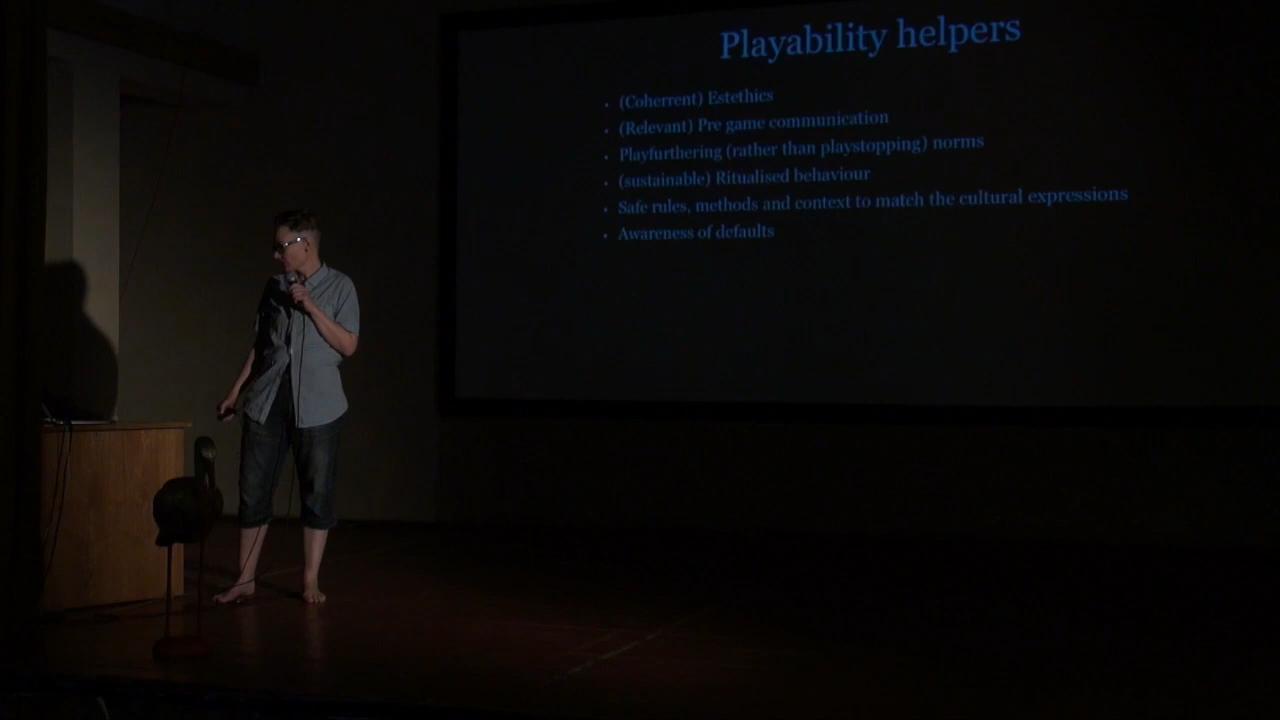 Playability helpers
• (Coherrent) Estethics
• (Relevant) Pre game communication
• Playfurthering (rather than playstopping) norms
• (sustainable) Ritualised behaviour
• Safe rules, methods and context to match the cultural expressions
• Awareness of defaults